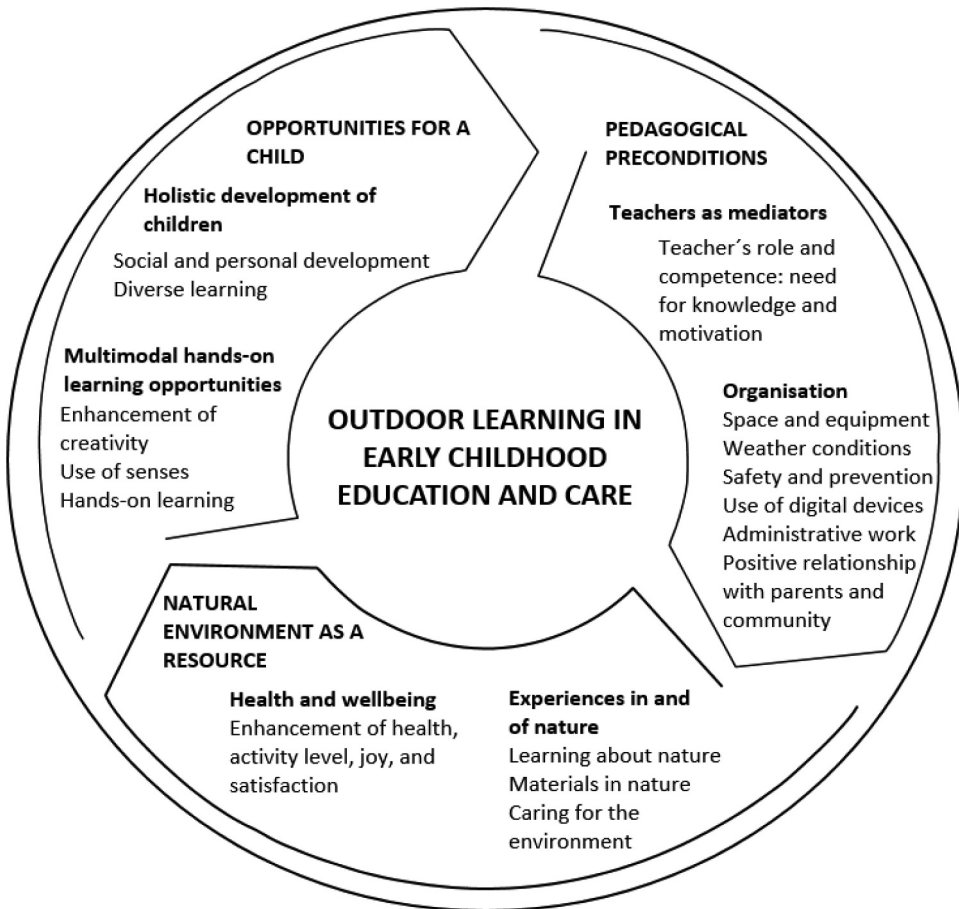 OPPORTUNITIES FOR A
CHILD
Holistic development of
children
Social and personal development
Diverse learning
Multimodal hands-on
learning opportunities
Enhancement of
creativity
Use of senses
Hands-on learning
PEDAGOGICAL
PRECONDITIONS
Teachers as mediators
Teacher´s role and
competence: need
for knowledge and
motivation
Organisation
Space and equipment
Weather conditions
Safety and prevention
Use of digital devices
Administrative work
Positive relationship
with parents and
community
OUTDOOR LEARNING IN
EARLY CHILDHOOD
EDUCATION AND CARE
NATURAL
ENVIRONMENT AS A
RESOURCE
Health and wellbeing
Enhancement of health,
activity level, joy, and
satisfaction
Experiences in and
of nature
Learning about nature
Materials in nature
Caring for the
environment